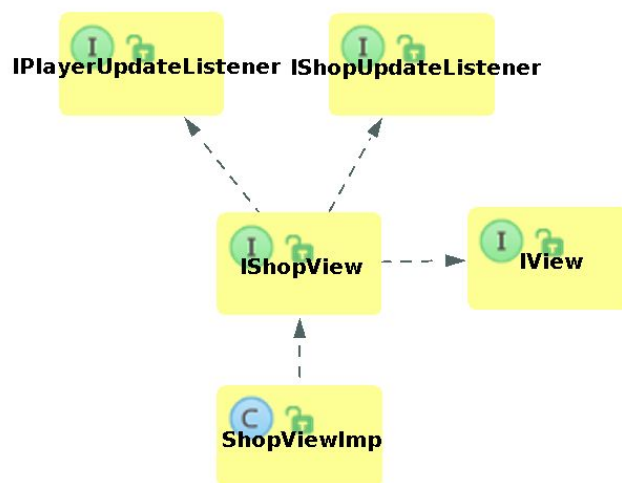 I
I
IPlayerUpdateListener
IShopUpdateListener
I
I
IShopView
IView
C
ShopViewImp